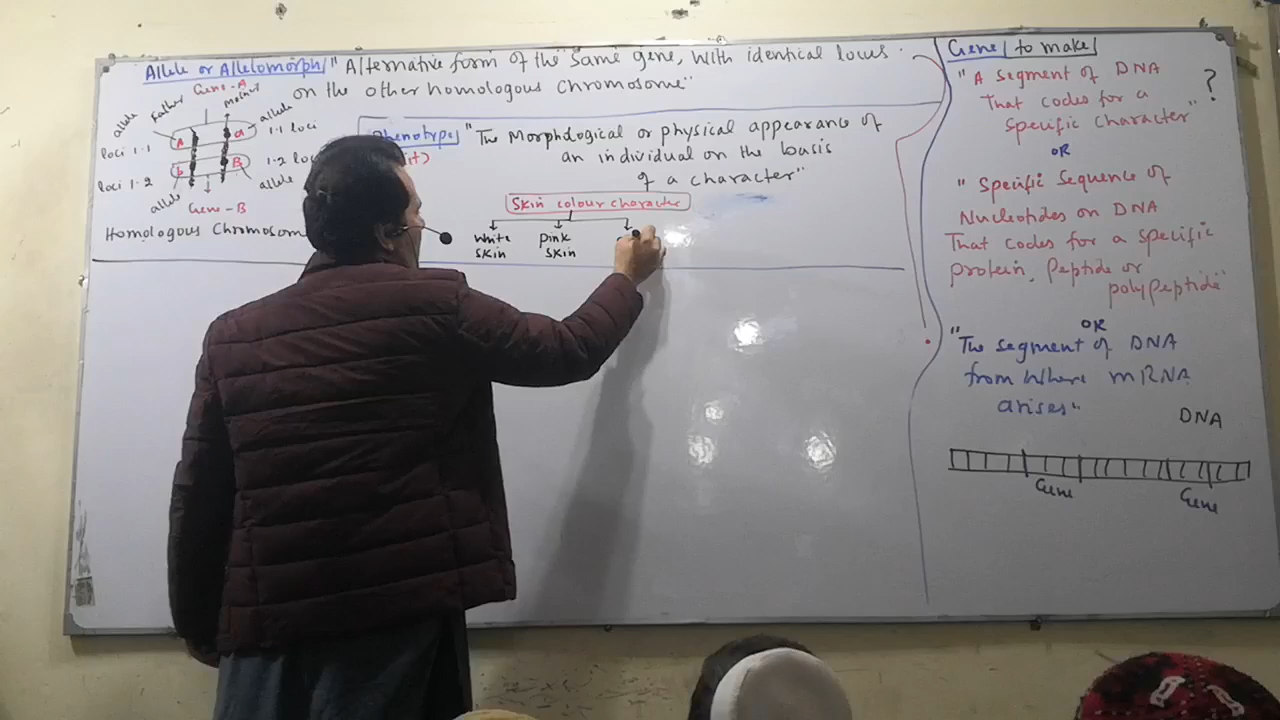 Allele or Allelomorph "Alternative form of the same gene, with identical locus
on the other homologous chromosome"
Gene-A
Father
Mother
allele
allele
loci 1.1
A
a
1.1 loci
loci 1.2
b
B
1.2
allele
allele
Gene-B
Homologous Chromosom
Phenotype "The Morphological or physical appearance of
an individual on the basis
of a character"
Skin colour character
White
Skin
pink
Skin
Gene to make
"A segment of DNA
That codes for a
specific character"
?
OR
"Specific Sequence of
Nucleotides on DNA
That codes for a specific
protein, Peptide or
polypeptide"
OR
"The segment of DNA
from where mRNA
arises"
DNA
Gene
Gene